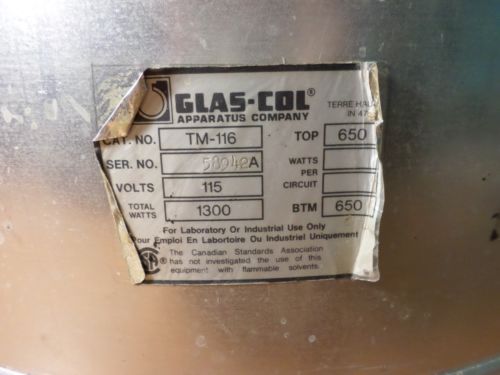 GLAS-COL®
APPARATUS COMPANY
TERRE
IN
CAT. NO. TM-116 TOP 650
SER. NO. 58942A WATTS PER CIRCUIT
VOLTS 115
TOTAL WATTS 1300 BTM 650
For Laboratory Or Industrial Use Only
Pour Emploi En Labortoire Ou Industriel Uniquement
The Canadian Standards Association
has not investigated the use of this
equipment with flammable solvents.